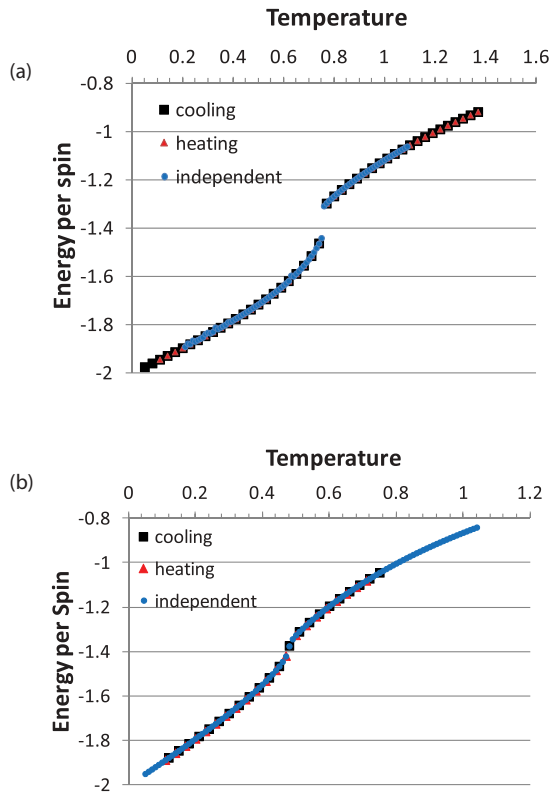 Temperature
(a)
0 0.2 0.4 0.6 0.8 1 1.2 1.4 1.6
-0.8
-1
-1.2
-1.4
-1.6
-1.8
-2
Energy per spin
cooling
heating
independent
Temperature
(b)
0 0.2 0.4 0.6 0.8 1 1.2
-0.8
-1
-1.2
-1.4
-1.6
-1.8
-2
Energy per Spin
cooling
heating
independent